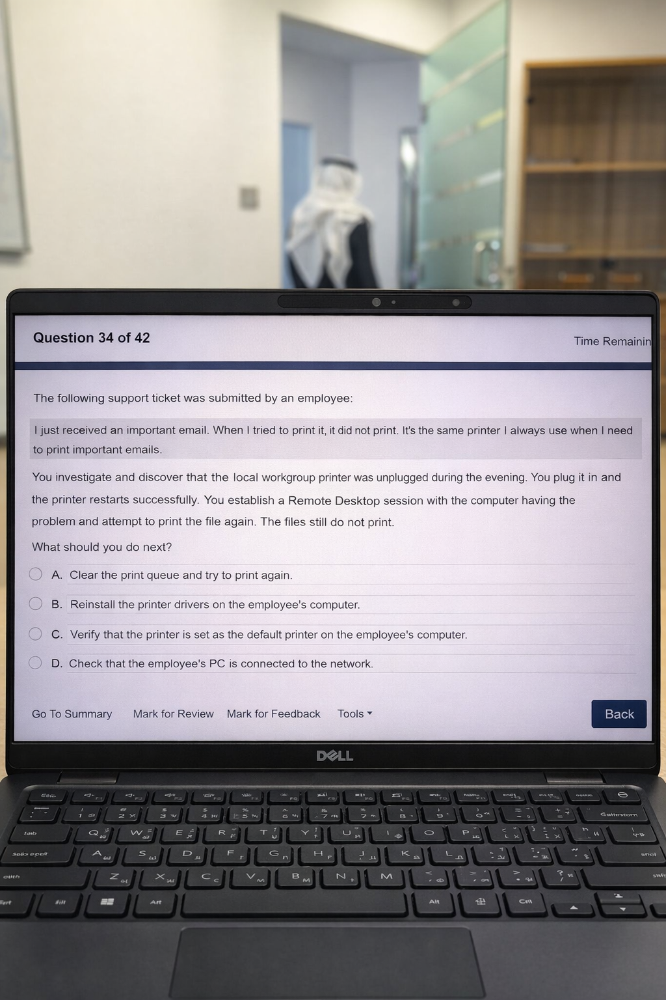 Question 34 of 42
Time Remainin
The following support ticket was submitted by an employee:
I just received an important email. When I tried to print it, it did not print. It's the same printer I always use when I need
to print important emails.
You investigate and discover that the local workgroup printer was unplugged during the evening. You plug it in and
the printer restarts successfully. You establish a Remote Desktop session with the computer having the
problem and attempt to print the file again. The files still do not print.
What should you do next?
A. Clear the print queue and try to print again.
B. Reinstall the printer drivers on the employee's computer.
C. Verify that the printer is set as the default printer on the employee's computer.
D. Check that the employee's PC is connected to the network.
Go To Summary Mark for Review Mark for Feedback Tools Back
DELL
Q W E R T Y U I O P
A S D F G H J K L
Z X C V B N M
Alt